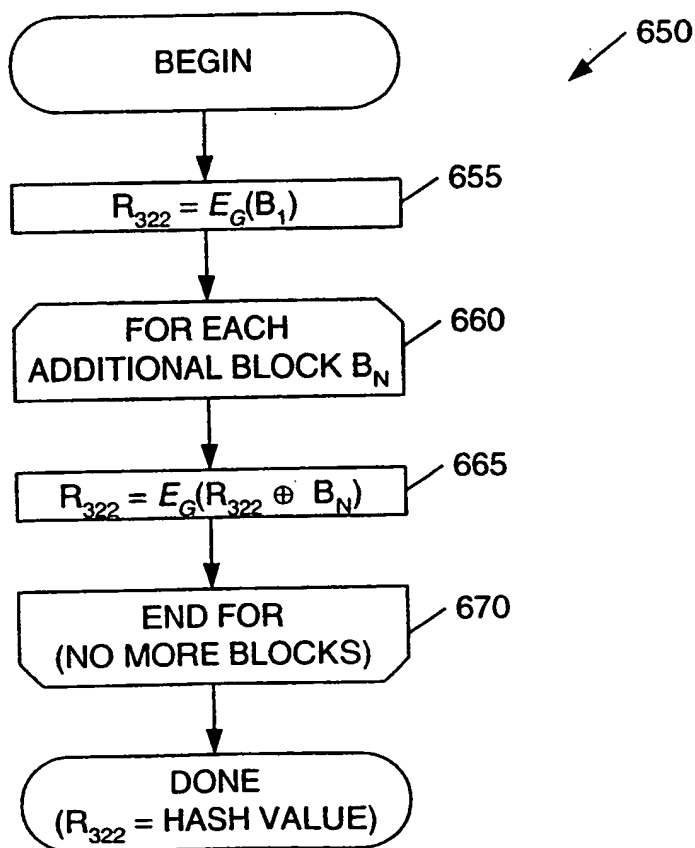 BEGIN
650
R₃₂₂ = E_G(B₁)
655
FOR EACH
ADDITIONAL BLOCK B_N
660
R₃₂₂ = E_G(R₃₂₂ ⊕ B_N)
665
END FOR
(NO MORE BLOCKS)
670
DONE
(R₃₂₂ = HASH VALUE)